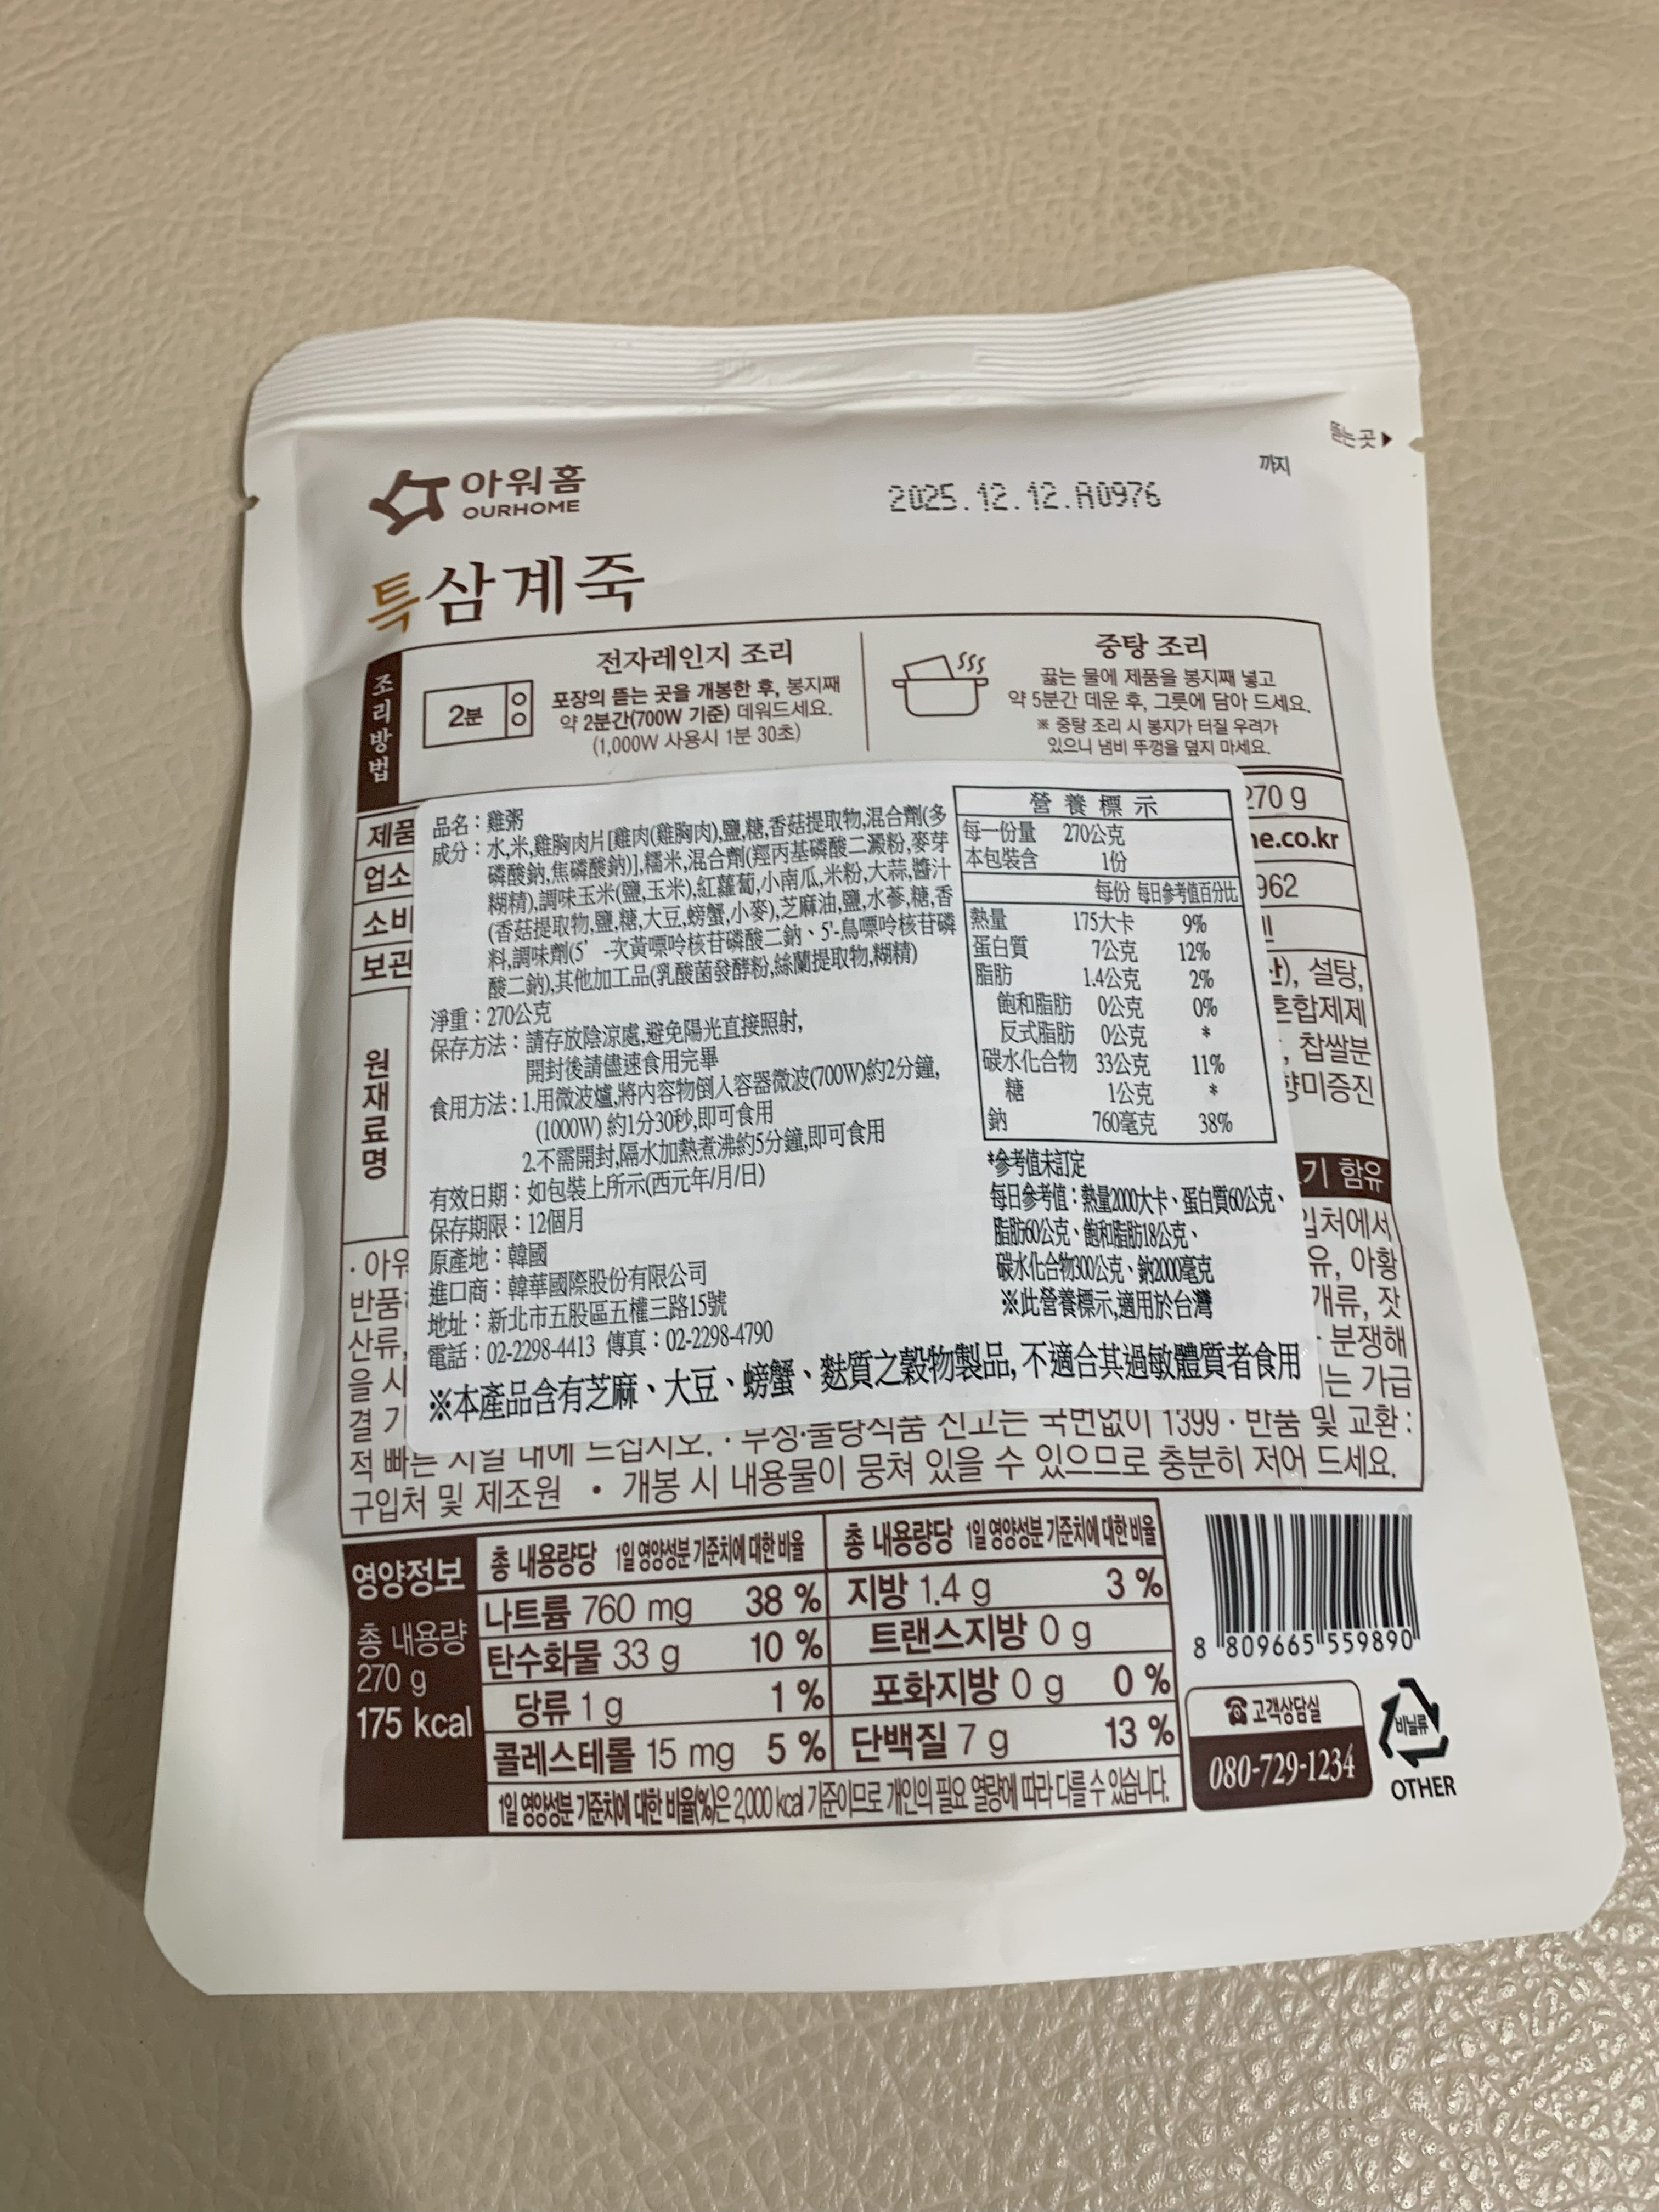 뜯는곳▶
까지
아워홈
OURHOME
2025.12.12.A0976
특삼계죽
조리방법
2분
전자레인지 조리
포장의 뜯는 곳을 개봉한 후, 봉지째
약 2분간(700W 기준) 데워드세요.
(1,000W 사용시 1분 30초)
중탕 조리
끓는 물에 제품을 봉지째 넣고
약 5분간 데운 후, 그릇에 담아 드세요.
※ 중탕 조리 시 봉지가 터질 우려가
있으니 냄비 뚜껑을 덮지 마세요.
제품
업소
소비
보관
원재료명
270 g
ne.co.kr
962
, 설탕,
혼합제제
, 찹쌀분
향미증진
기 함유
품名:雞粥
成分:水,米,雞胸肉片[雞肉(雞胸肉),鹽,糖,香菇提取物,混合劑(多
磷酸鈉,焦磷酸鈉)],糯米,混合劑(羥丙基磷酸二澱粉,麥芽
糊精),調味玉米(鹽,玉米),紅蘿蔔,小南瓜,米粉,大蒜,醬汁
(香菇提取物,鹽,糖,大豆,螃蟹,小麥),芝麻油,鹽,水蔘,糖,香
料,調味劑(5'-次黃嘌呤核苷磷酸二鈉、5'-鳥嘌呤核苷磷
酸二鈉),其他加工品(乳酸菌發酵粉,絲蘭提取物,糊精)
淨重:270公克
保存方法:請存放陰涼處,避免陽光直接照射,
開封後請儘速食用完畢
食用方法:1.用微波爐,將內容物倒入容器微波(700W)約2分鐘,
(1000W) 約1分30秒,即可食用
2.不需開封,隔水加熱煮沸約5分鐘,即可食用
有效日期:如包裝上所示(西元年/月/日)
保存期限:12個月
原產地:韓國
進口商:韓華國際股份有限公司
地址:新北市五股區五權三路15號
電話:02-2298-4413 傳真:02-2298-4790
※本產品含有芝麻、大豆、螃蟹、麩質之穀物製品,不適合其過敏體質者食用
營養標示
每一份量 270公克
本包裝含 1份
每份 每日參考值百分比
熱量 175大卡 9%
蛋白質 7公克 12%
脂肪 1.4公克 2%
飽和脂肪 0公克 0%
反式脂肪 0公克 *
碳水化合物 33公克 11%
糖 1公克 *
鈉 760毫克 38%
*參考值未訂定
每日參考值:熱量2000大卡、蛋白質60公克、
脂肪60公克、飽和脂肪18公克、
碳水化合物300公克、鈉2000毫克
※此營養標示,適用於台灣
· 아워
반품
산류,
을 시
결 기
입처에서
유, 아황
개류, 잣
분쟁해
는 가급
적 빠른 시일 내에 드십시오. · 부정·불량식품 신고는 국번없이 1399 · 반품 및 교환 :
구입처 및 제조원 • 개봉 시 내용물이 뭉쳐 있을 수 있으므로 충분히 저어 드세요.
영양정보
총 내용량
270 g
175 kcal
총 내용량당 1일 영양성분 기준치에 대한 비율
나트륨 760 mg 38 %
탄수화물 33 g 10 %
당류 1 g 1 %
콜레스테롤 15 mg 5 %
총 내용량당 1일 영양성분 기준치에 대한 비율
지방 1.4 g 3 %
트랜스지방 0 g
포화지방 0 g 0 %
단백질 7 g 13 %
1일 영양성분 기준치에 대한 비율(%)은 2,000 kcal 기준이므로 개인의 필요 열량에 따라 다를 수 있습니다.
8 809665 559890
☎ 고객상담실
080-729-1234
비닐류
OTHER